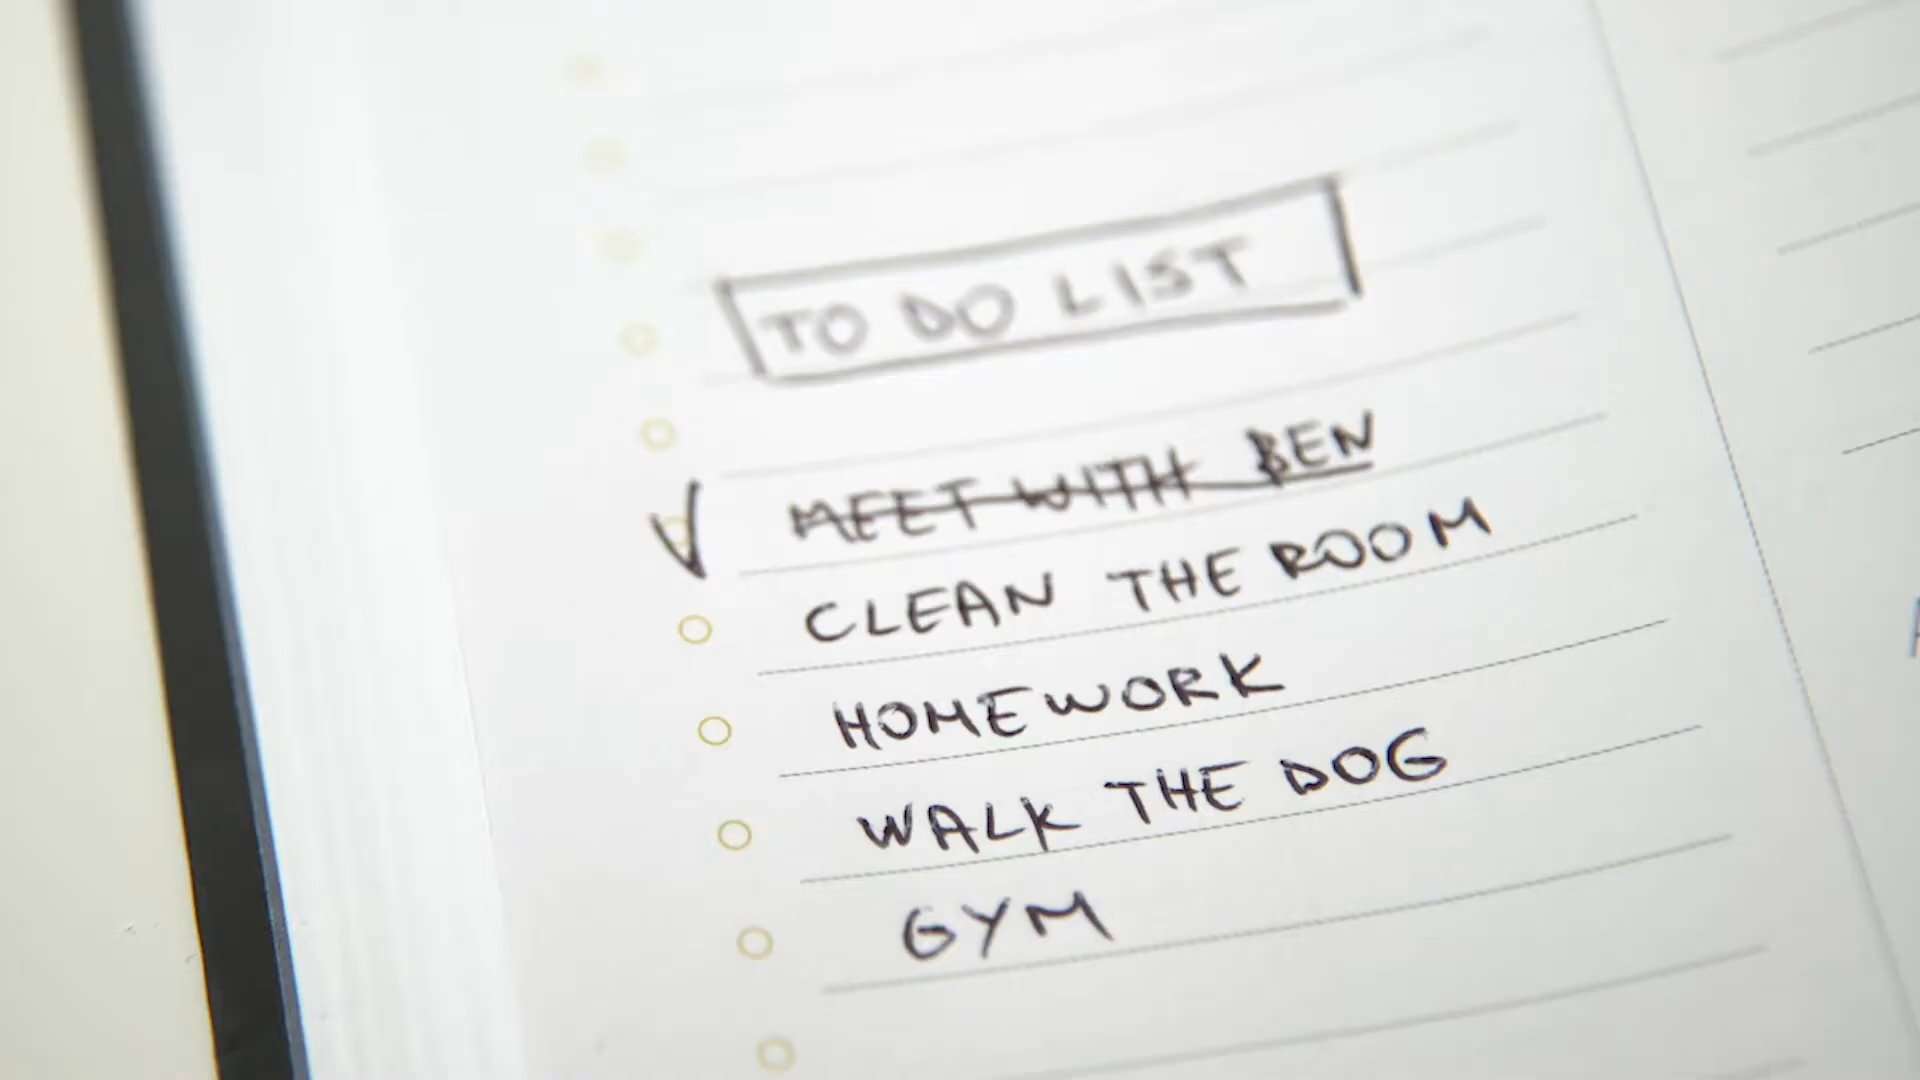 TO DO LIST
MEET WITH BEN
CLEAN THE ROOM
HOMEWORK
WALK THE DOG
GYM